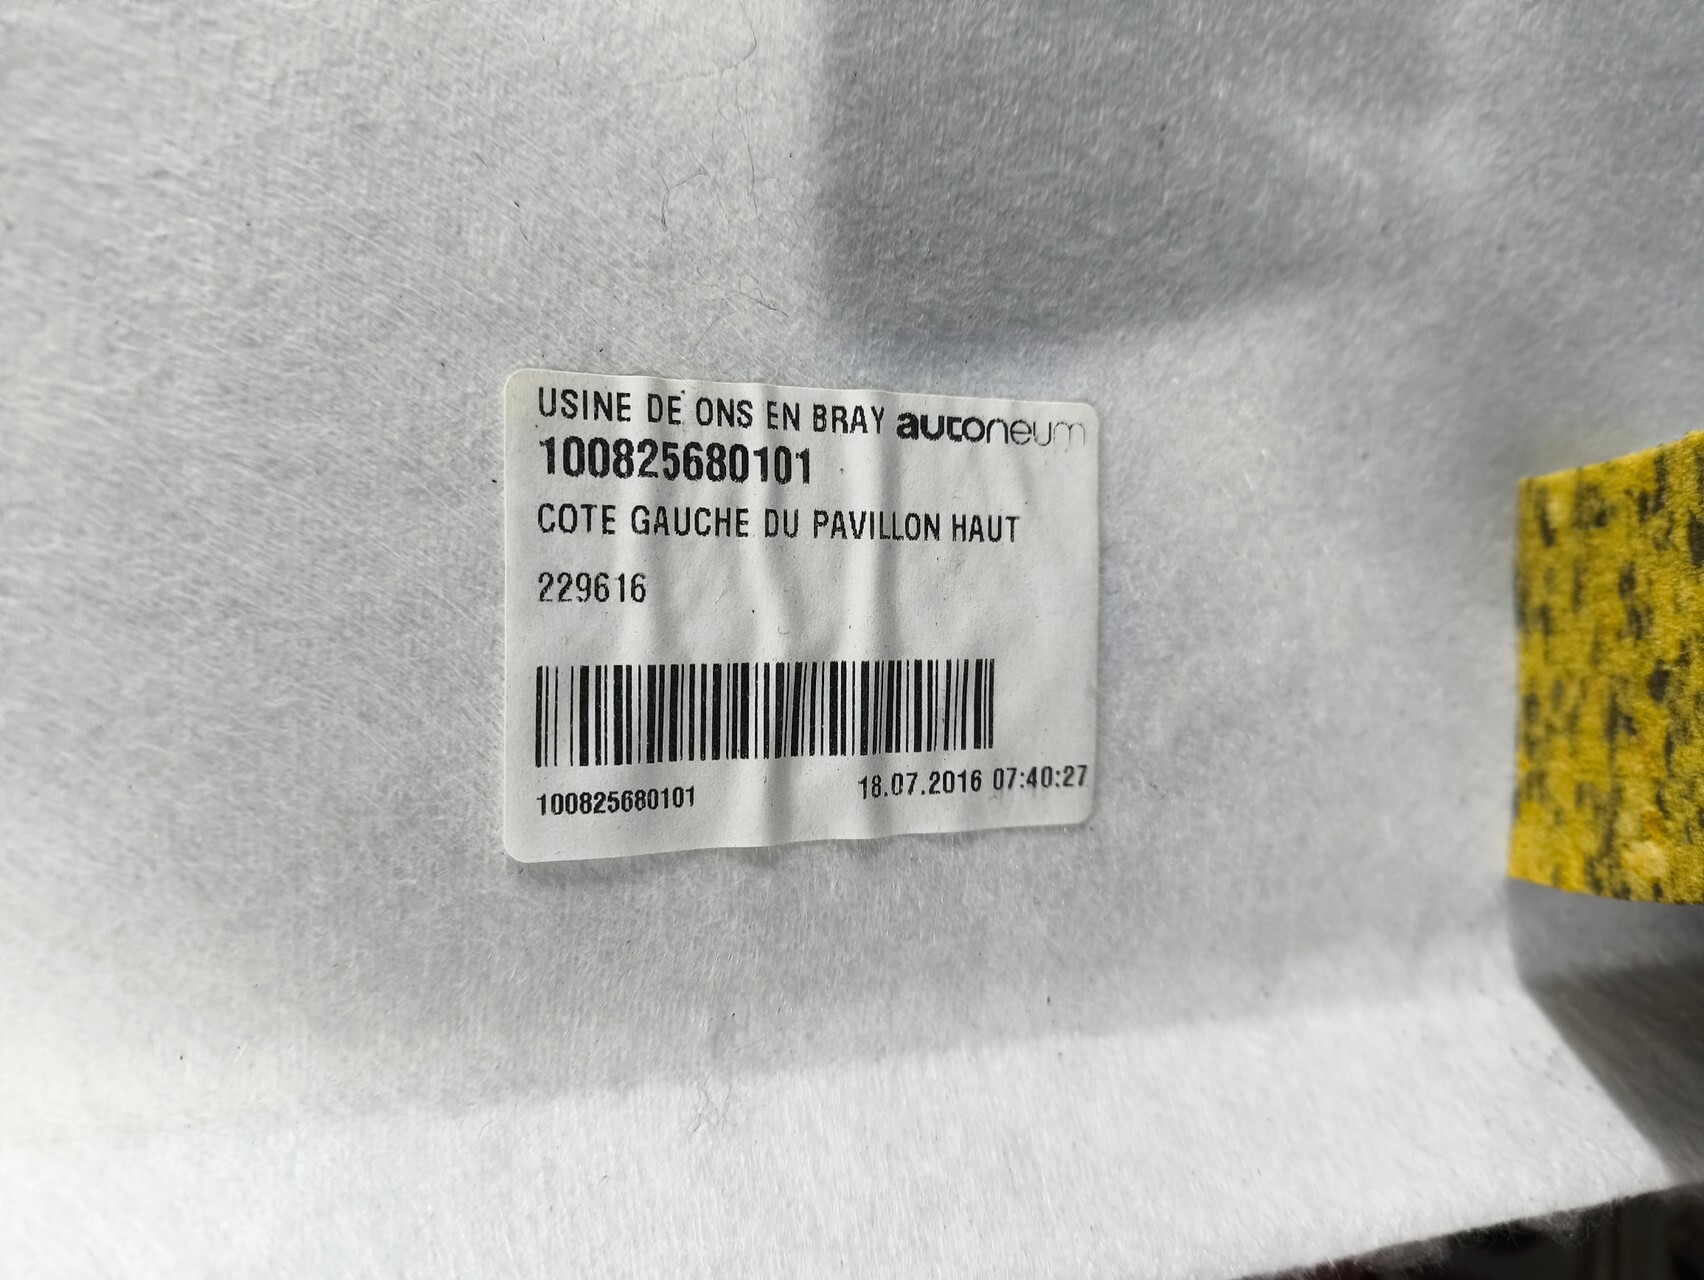 USINE DE ONS EN BRAY autoneum
100825680101
COTE GAUCHE DU PAVILLON HAUT
229616
100825680101 18.07.2016 07:40:27